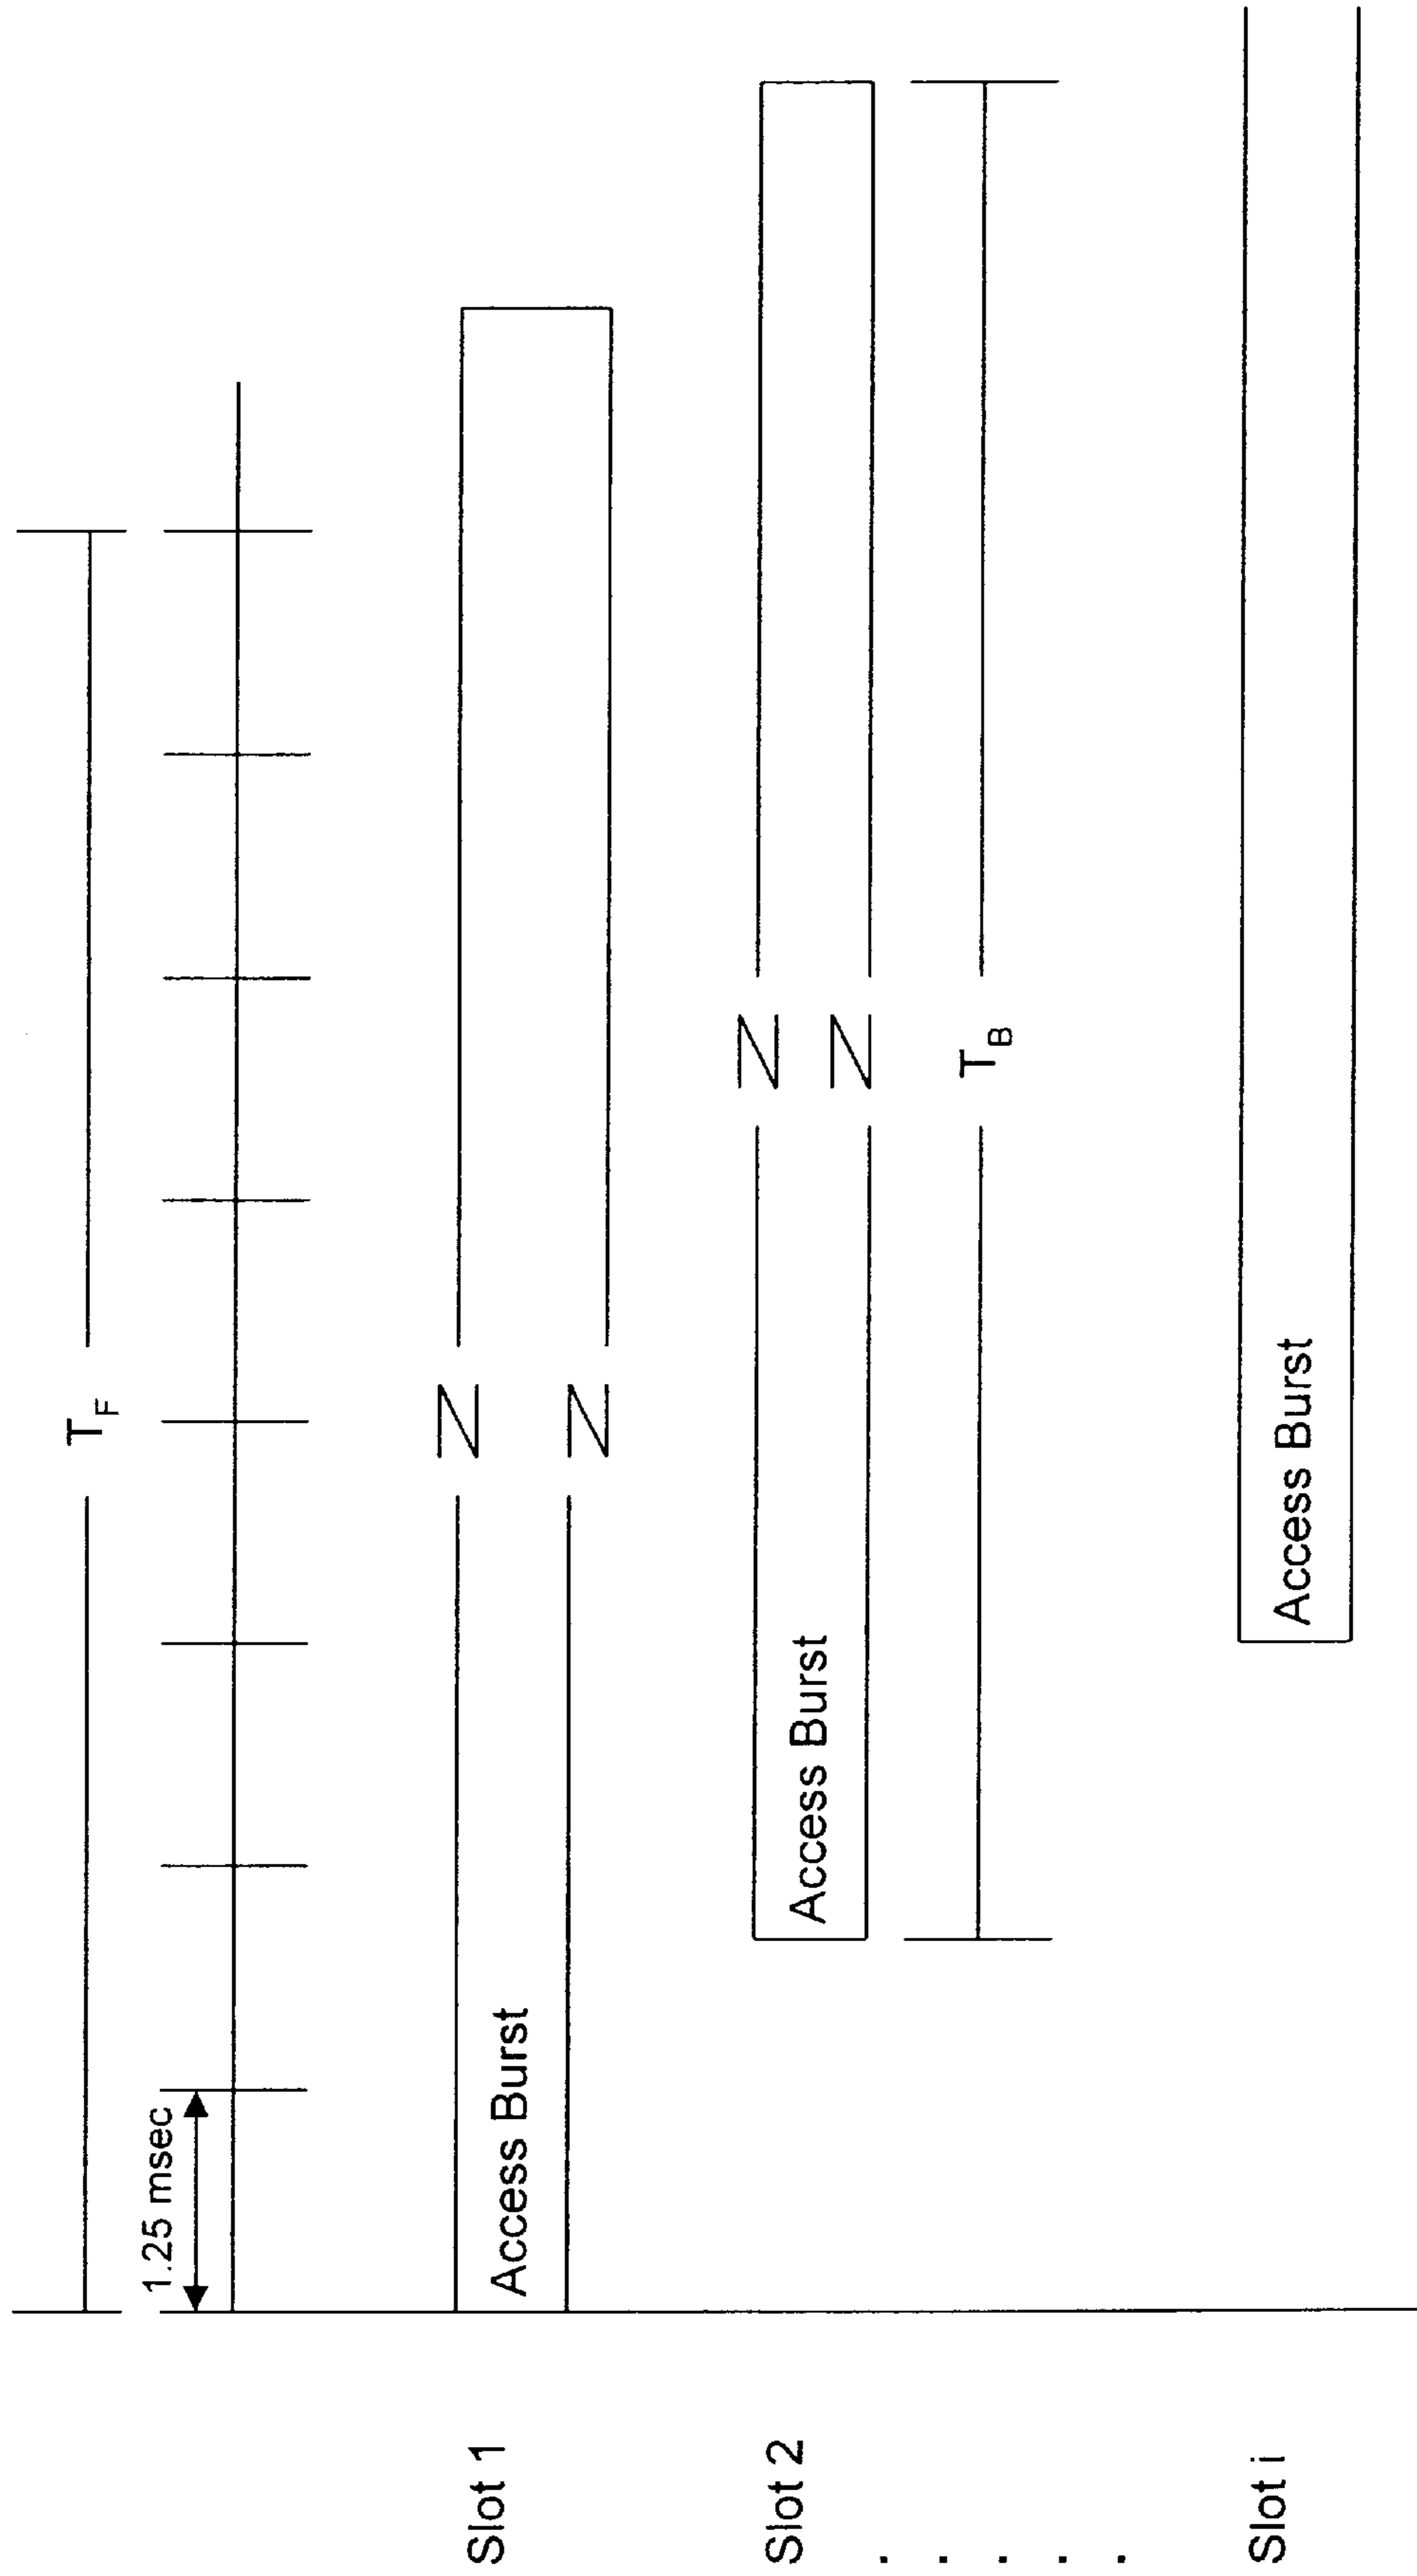 T_F
1.25 msec
Slot 1
Access Burst
Slot 2
Access Burst
T_B
. . . . .
Slot i
Access Burst